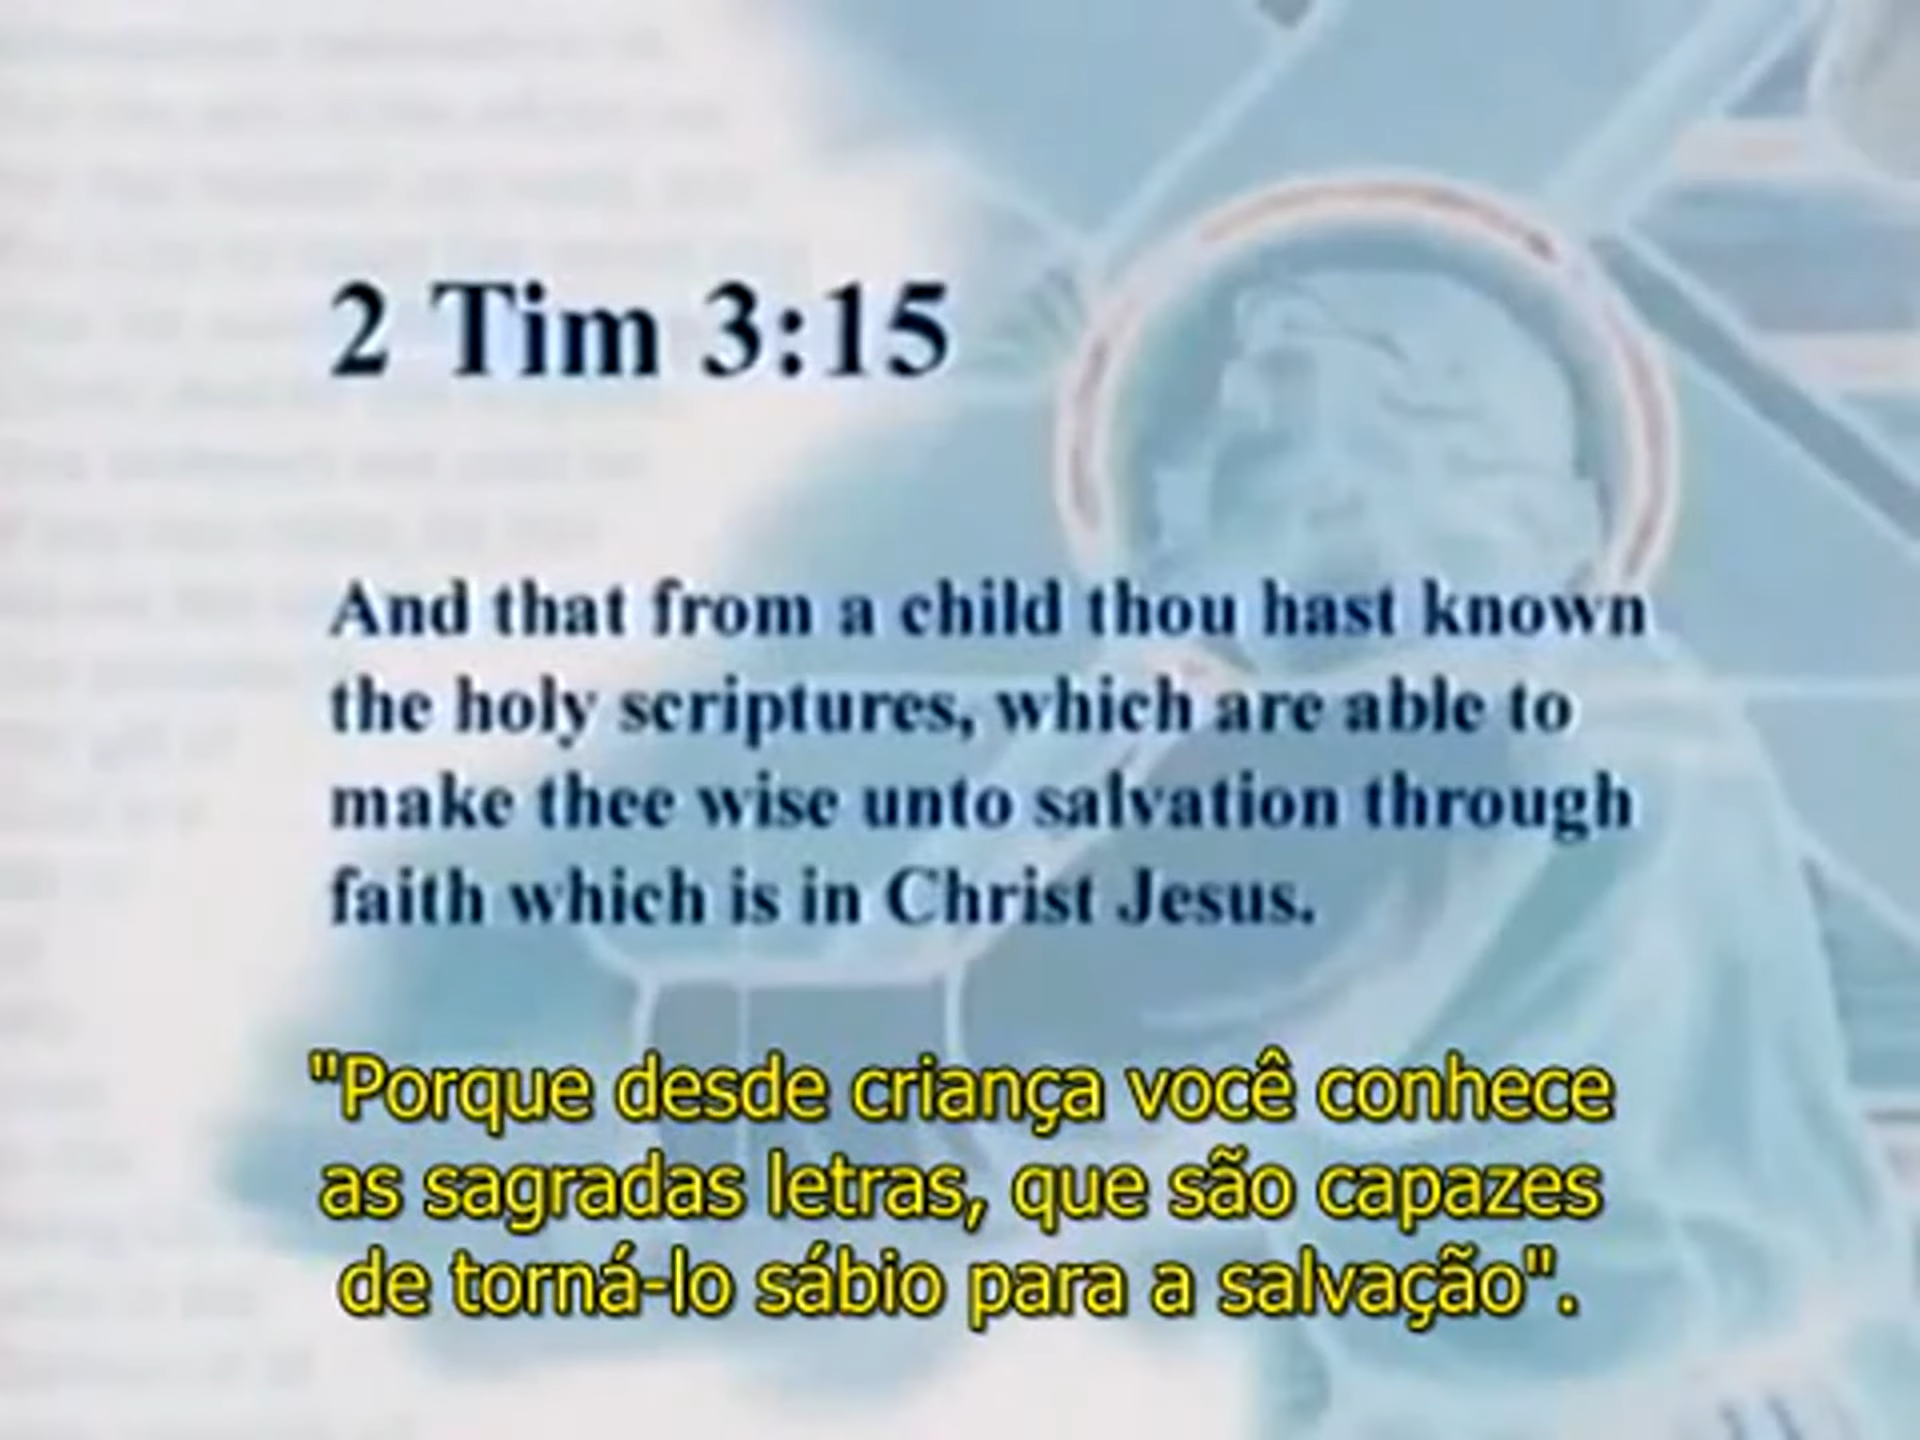 2 Tim 3:15
And that from a child thou hast known
the holy scriptures, which are able to
make thee wise unto salvation through
faith which is in Christ Jesus.
"Porque desde criança você conhece
as sagradas letras, que são capazes
de torná-lo sábio para a salvação".